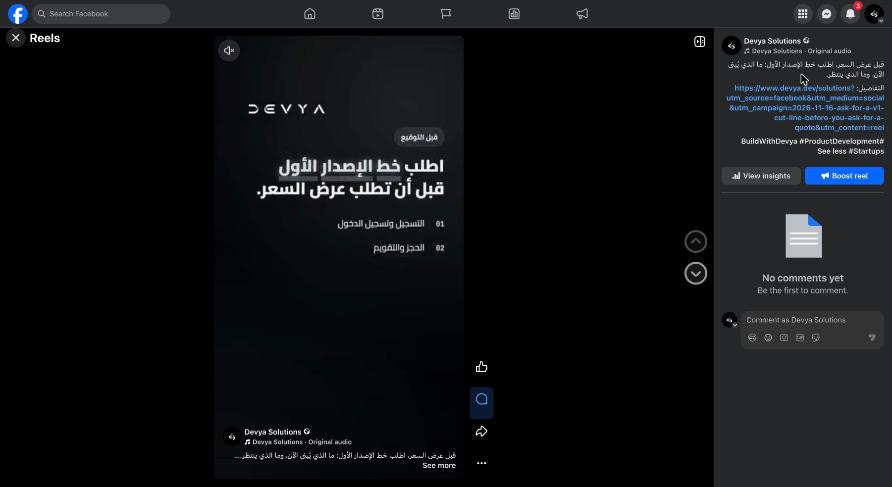 Search Facebook
3
Reels
DEVYA
قبل التوقيع
اطلب خط الإصدار الأول
قبل أن تطلب عرض السعر.
01 التسجيل وتسجيل الدخول
02 الحجز والتقويم
Devya Solutions
Devya Solutions · Original audio
قبل عرض السعر، اطلب خط الإصدار الأول: ما الذي يُبنى الآن، وما الذي ينتظر....
See more
Devya Solutions
Devya Solutions · Original audio
قبل عرض السعر، اطلب خط الإصدار الأول: ما الذي يُبنى
الآن، وما الذي ينتظر.
التفاصيل: https://www.devya.dev/solutions?
utm_source=facebook&utm_medium=social
&utm_campaign=2026-11-16-ask-for-a-v1-
cut-line-before-you-ask-for-a-
quote&utm_content=reel
BuildWithDevya #ProductDevelopment#
See less #Startups
View insights
Boost reel
No comments yet
Be the first to comment.
Comment as Devya Solutions
GIF